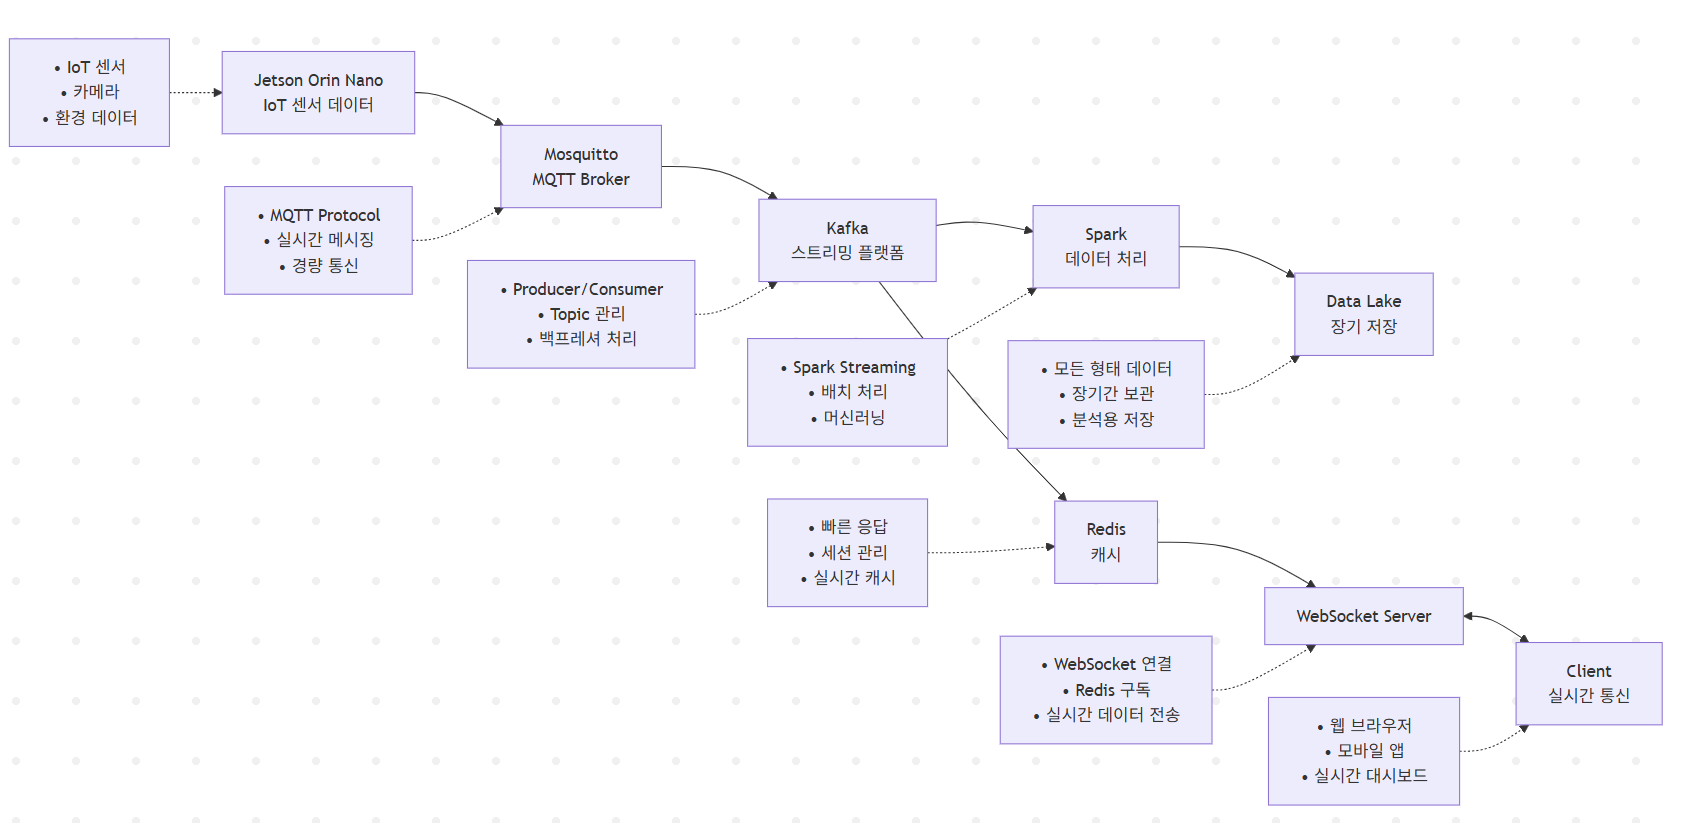 • IoT 센서
• 카메라
• 환경 데이터
Jetson Orin Nano
IoT 센서 데이터
Mosquitto
MQTT Broker
• MQTT Protocol
• 실시간 메시징
• 경량 통신
Kafka
스트리밍 플랫폼
Spark
데이터 처리
• Producer/Consumer
• Topic 관리
• 백프레셔 처리
Data Lake
장기 저장
• Spark Streaming
• 배치 처리
• 머신러닝
• 모든 형태 데이터
• 장기간 보관
• 분석용 저장
• 빠른 응답
• 세션 관리
• 실시간 캐시
Redis
캐시
WebSocket Server
• WebSocket 연결
• Redis 구독
• 실시간 데이터 전송
Client
실시간 통신
• 웹 브라우저
• 모바일 앱
• 실시간 대시보드